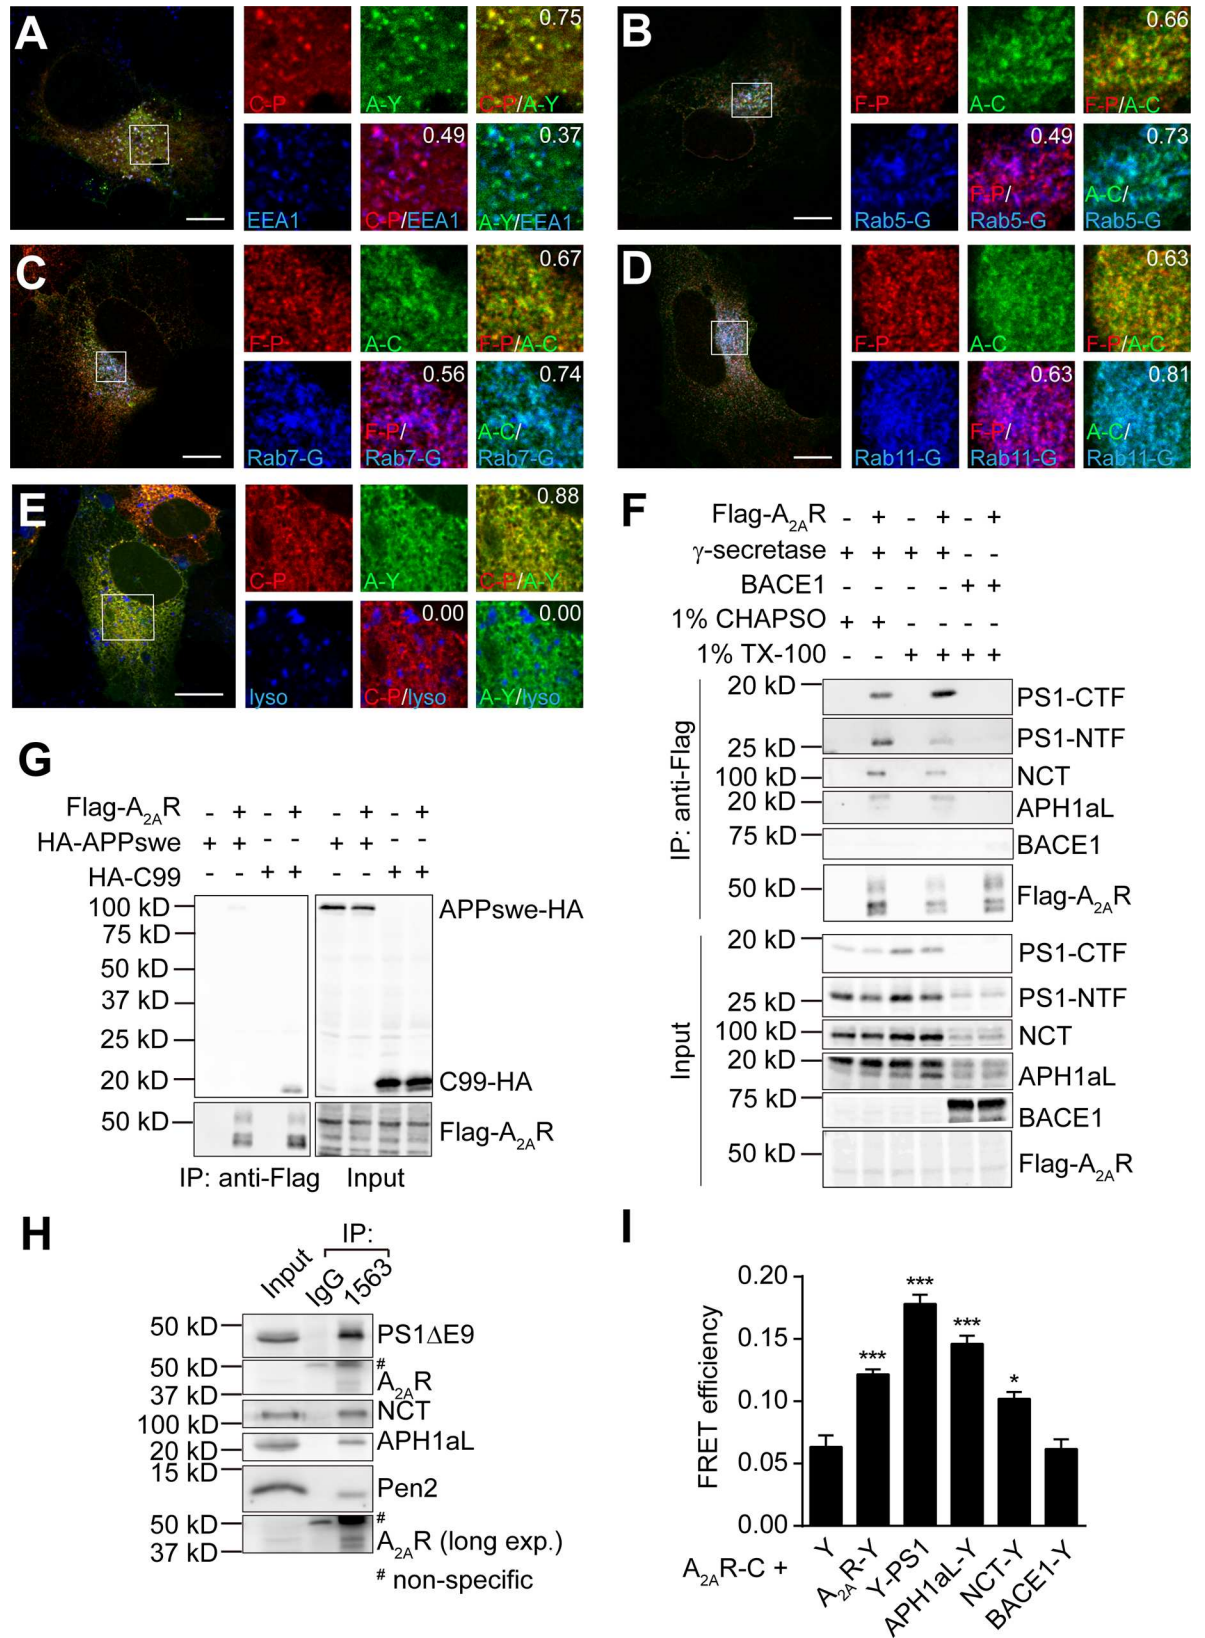 A
C-P
A-Y
0.75
C-P/A-Y
EEA1
0.49
C-P/EEA1
0.37
A-Y/EEA1
B
F-P
A-C
0.66
F-P/A-C
Rab5-G
0.49
F-P/
Rab5-G
0.73
A-C/
Rab5-G
C
F-P
A-C
0.67
F-P/A-C
Rab7-G
0.56
F-P/
Rab7-G
0.74
A-C/
Rab7-G
D
F-P
A-C
0.63
F-P/A-C
Rab11-G
0.63
F-P/
Rab11-G
0.81
A-C/
Rab11-G
E
C-P
A-Y
0.88
C-P/A-Y
lyso
0.00
C-P/lyso
0.00
A-Y/lyso
F
Flag-A2AR - + - + - +
γ-secretase + + + + - -
BACE1 - - - - + +
1% CHAPSO + + - - - -
1% TX-100 - - + + + +
IP: anti-Flag
20 kD PS1-CTF
25 kD PS1-NTF
100 kD NCT
20 kD APH1aL
75 kD BACE1
50 kD Flag-A2AR
Input
20 kD PS1-CTF
25 kD PS1-NTF
100 kD NCT
20 kD APH1aL
75 kD BACE1
50 kD Flag-A2AR
G
Flag-A2AR - + - + - + - +
HA-APPswe + + - - + + - -
HA-C99 - - + + - - + +
100 kD APPswe-HA
75 kD
50 kD
37 kD
25 kD
20 kD C99-HA
50 kD Flag-A2AR
IP: anti-Flag Input
H
IP:
Input IgG 1563
50 kD PS1ΔE9
50 kD #
A2AR
37 kD
NCT
100 kD
APH1aL
20 kD
15 kD
Pen2
50 kD #
A2AR (long exp.)
37 kD
# non-specific
I
FRET efficiency
0.20
0.15
0.10
0.05
0.00
*** *** *** *
A2AR-C + Y A2AR-Y Y-PS1 APH1aL-Y NCT-Y BACE1-Y